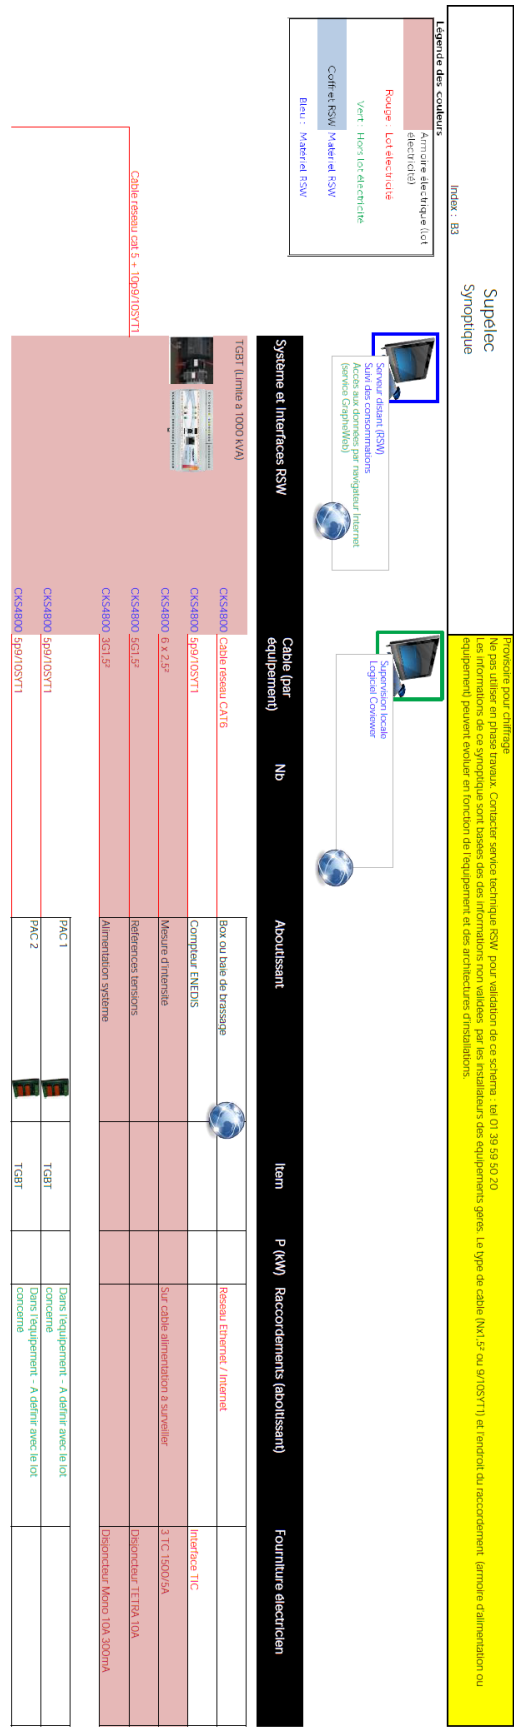 Supélec
Synoptique
Index : B3
Provisoire pour chiffrage
Ne pas utiliser en phase travaux. Contacter service technique RSW pour validation de ce schéma : tel 01 39 59 50 20
Les informations de ce synoptique sont basées des des informations non validées par les installateurs des équipements gérés. Le type de câble (Nx1,5² ou 9/10SYT1) et l'endroit du raccordement (armoire d'alimentation ou
équipement) peuvent évoluer en fonction de l'équipement et des architectures d'installations.
Légende des couleurs
Armoire électrique (Lot
électricité)
Rouge : Lot électricité
Vert : Hors lot électricité
Coffret RSW Matériel RSW
Bleu : Matériel RSW
Serveur distant (RSW)
Suivi des consommations
Accès aux données par navigateur Internet
(service GrapheWeb)
Supervision locale
Logiciel Coviewer
Système et Interfaces RSW
Cable (par
équipement)
Nb
Aboutissant
Item
P (kW)
Raccordements (aboitissant)
Fourniture électricien
TGBT (Limite à 1000 kVA)
CKS4800 Cable réseau CAT6 Box ou baie de brassage Réseau Ethernet / Internet
CKS4800 5p9/10SYT1 Compteur ENEDIS Interface TIC
CKS4800 6 x 2,5² Mesure d'intensité Sur cable alimentation à surveiller 3 TC 1500/5A
CKS4800 5G1,5² Références tensions Disjoncteur TETRA 10A
CKS4800 3G1,5² Alimentation système Disjoncteur Mono 10A 300mA
Cable réseau cat 5 + 10p9/10SYT1
CKS4800 5p9/10SYT1 PAC 1 TGBT Dans l'équipement - A définir avec le lot
concerné
CKS4800 5p9/10SYT1 PAC 2 TGBT Dans l'équipement - A définir avec le lot
concerné